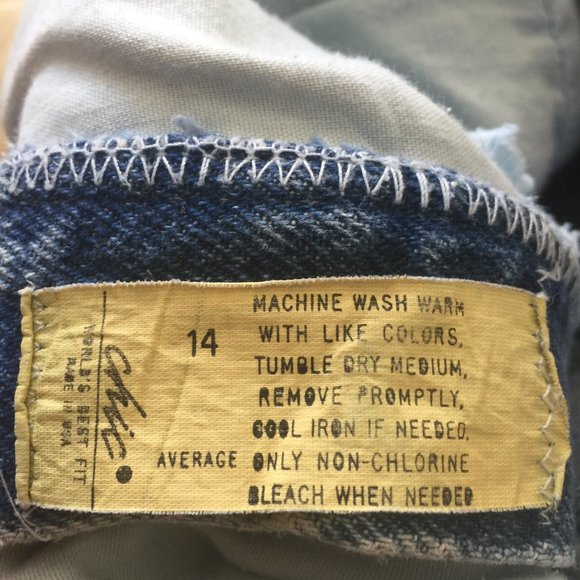 Chic
WORLD'S BEST FIT
MADE IN USA
14
AVERAGE
MACHINE WASH WARM
WITH LIKE COLORS,
TUMBLE DRY MEDIUM,
REMOVE PROMPTLY,
COOL IRON IF NEEDED,
ONLY NON-CHLORINE
BLEACH WHEN NEEDED